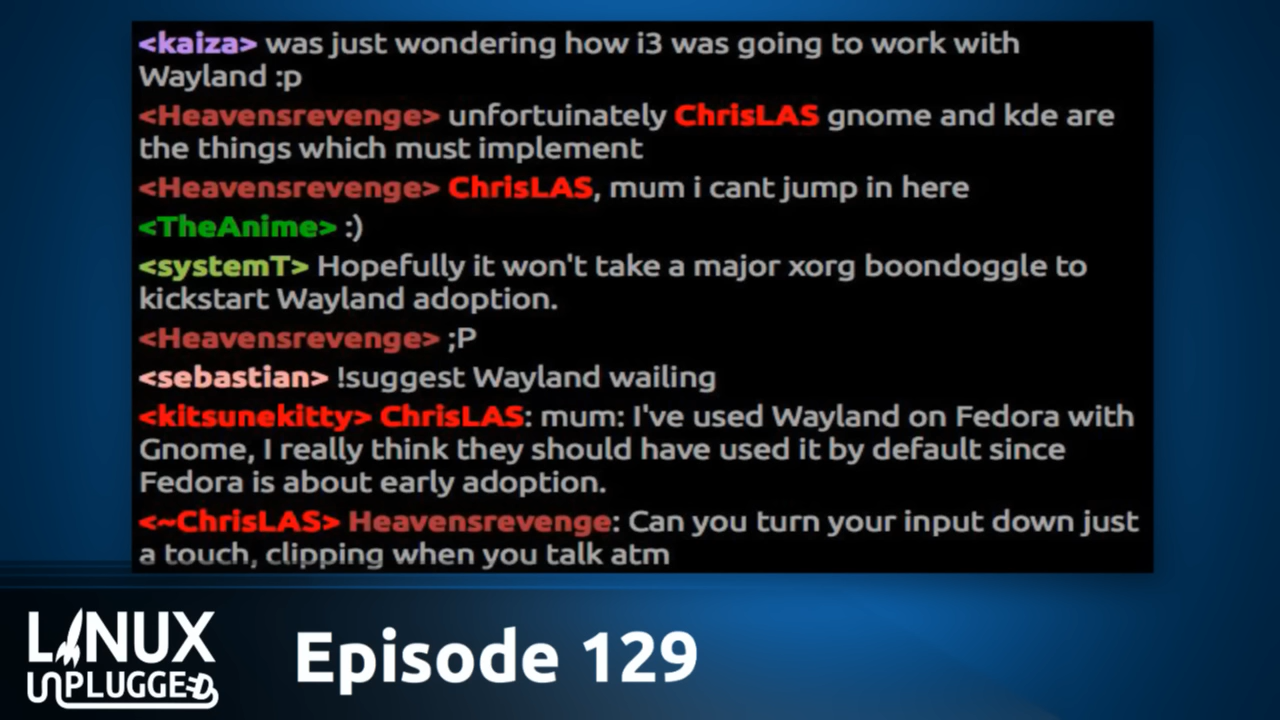 <kaiza> was just wondering how i3 was going to work with
Wayland :p
<Heavensrevenge> unfortuinately ChrisLAS gnome and kde are
the things which must implement
<Heavensrevenge> ChrisLAS, mum i cant jump in here
<TheAnime> :)
<systemT> Hopefully it won't take a major xorg boondoggle to
kickstart Wayland adoption.
<Heavensrevenge> ;P
<sebastian> !suggest Wayland wailing
<kitsunekitty> ChrisLAS: mum: I've used Wayland on Fedora with
Gnome, I really think they should have used it by default since
Fedora is about early adoption.
<~ChrisLAS> Heavensrevenge: Can you turn your input down just
a touch, clipping when you talk atm
LINUX
UNPLUGGED
Episode 129